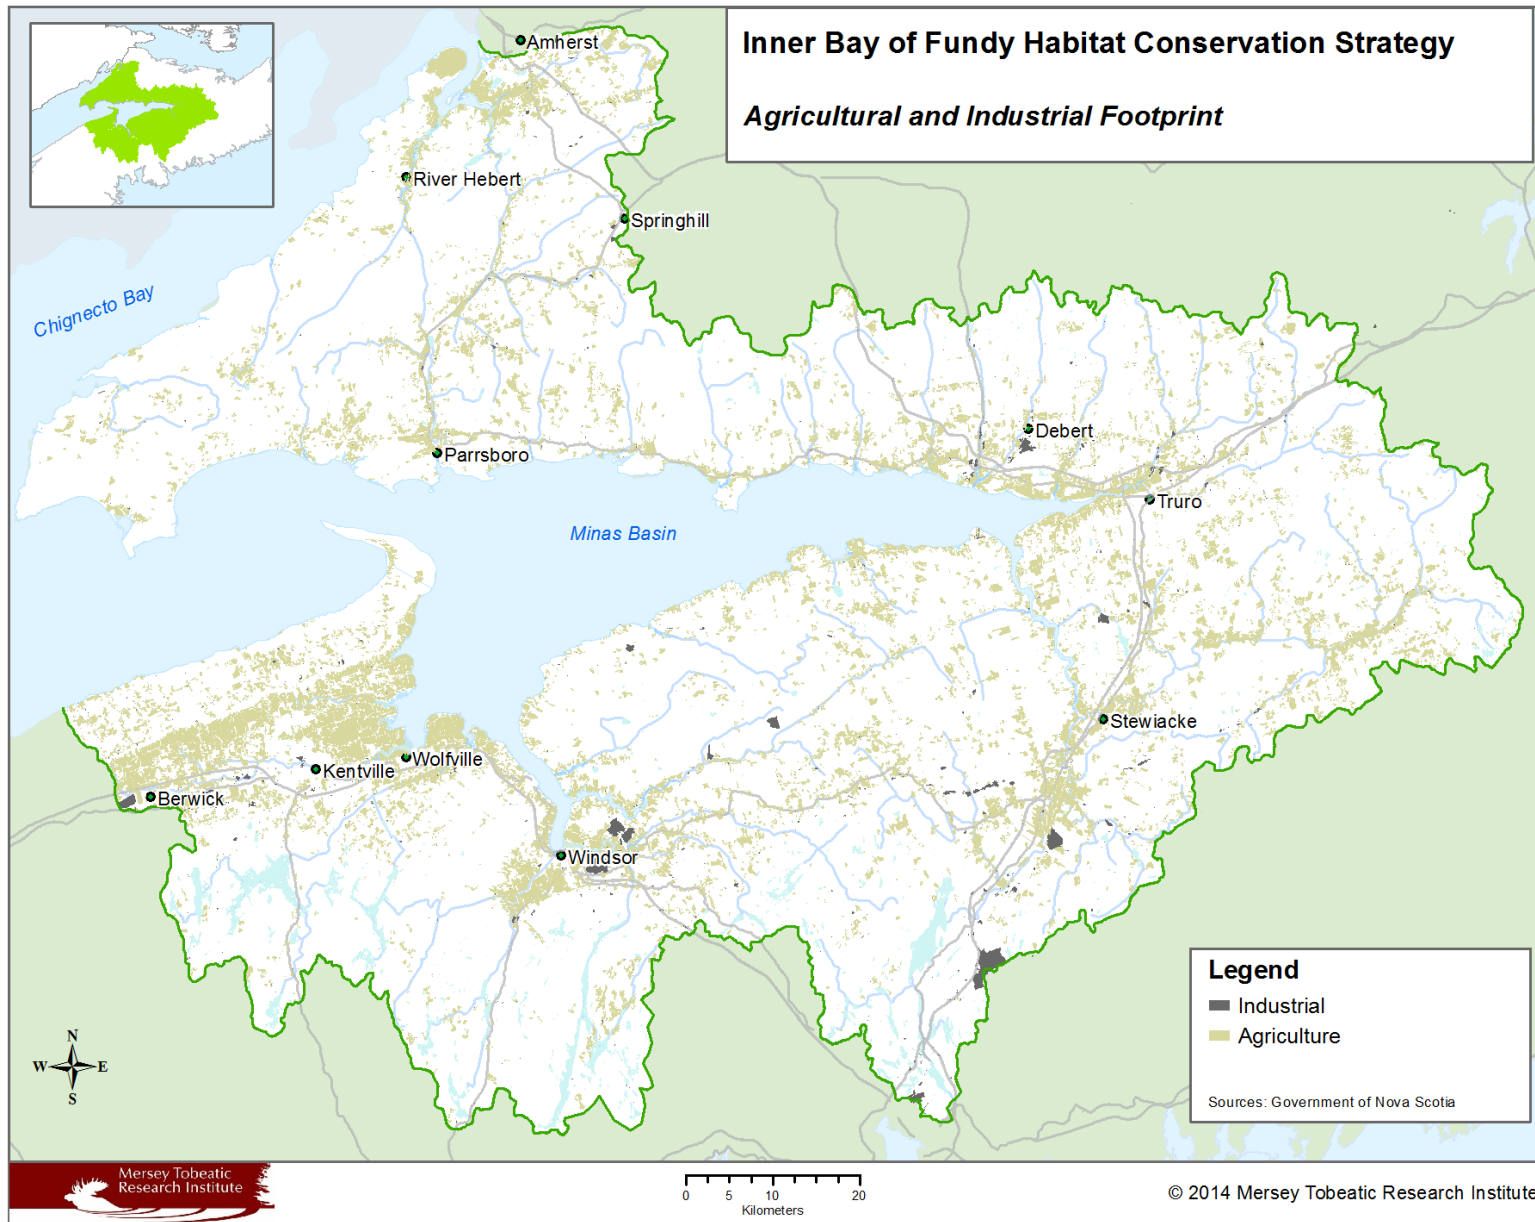 Inner Bay of Fundy Habitat Conservation Strategy
Agricultural and Industrial Footprint
Amherst
River Hebert
Springhill
Chignecto Bay
Debert
Parrsboro
Truro
Minas Basin
Stewiacke
Wolfville
Kentville
Berwick
Windsor
Legend
Industrial
Agriculture
Sources: Government of Nova Scotia
N
W E
S
Mersey Tobeatic
Research Institute
0 5 10 20
Kilometers
© 2014 Mersey Tobeatic Research Institute